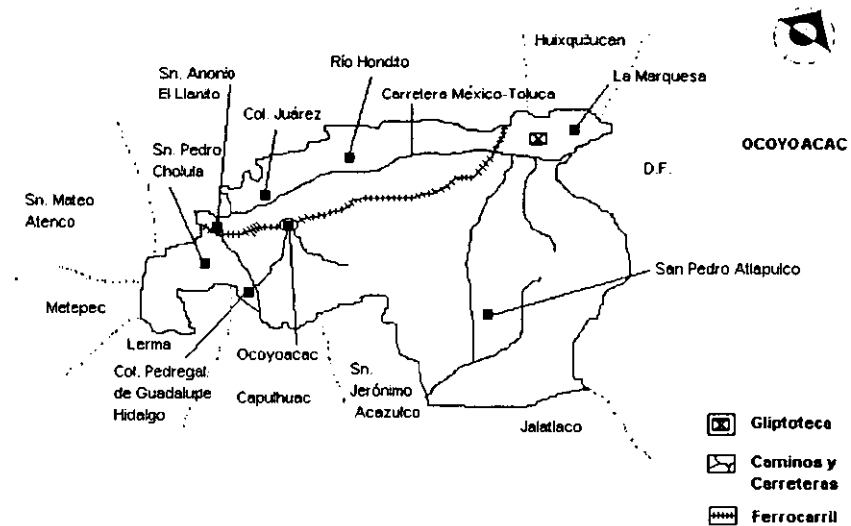 Huixquilucan
Río Hondito
La Marquesa
Sn. Anonio
El Llanito
Carretera México-Toluca
Col. Juárez
OCOYOACAC
Sn. Pedro
Cholula
D.F.
Sn. Mateo
Atenco
San Pedro Atlapulco
Metepec
Lerma
Ocoyoacac
Col. Pedregal
de Guadalupe
Hidalgo
Sn.
Jerónimo
Acazulco
Capulhuac
Jalatlaco
Gliptoteca
Caminos y
Carreteras
Ferrocarril